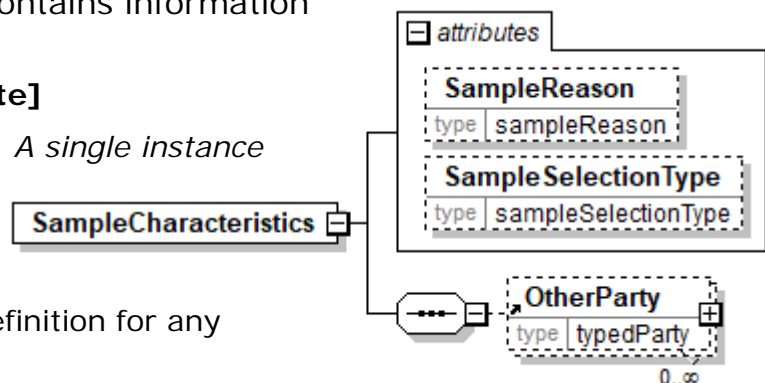 ontains information
attributes
te]
SampleReason
type sampleReason
A single instance
SampleSelectionType
type sampleSelectionType
SampleCharacteristics
OtherParty
type typedParty
efinition for any
0..∞